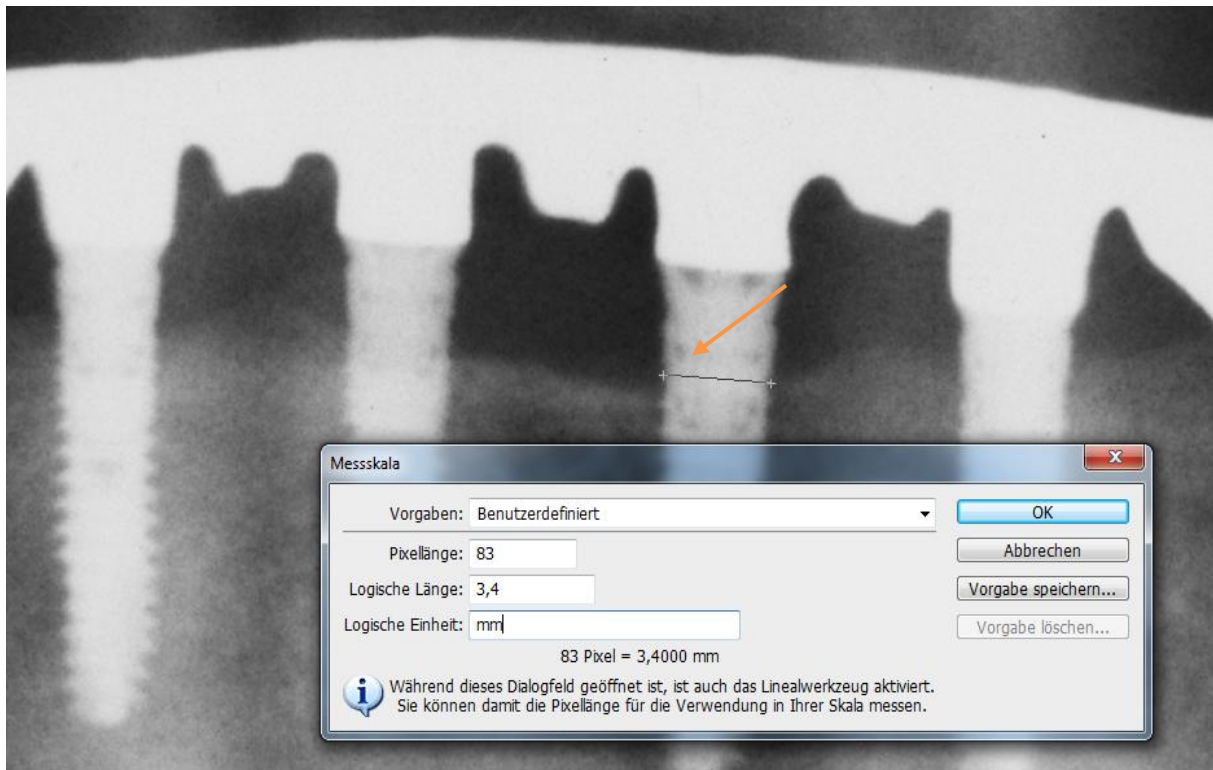 Messskala
Vorgaben: Benutzerdefiniert
OK
Pixellänge: 83
Abbrechen
Logische Länge: 3,4
Vorgabe speichern...
Logische Einheit: mm
Vorgabe löschen...
83 Pixel = 3,4000 mm
Während dieses Dialogfeld geöffnet ist, ist auch das Linealwerkzeug aktiviert.
Sie können damit die Pixellänge für die Verwendung in Ihrer Skala messen.